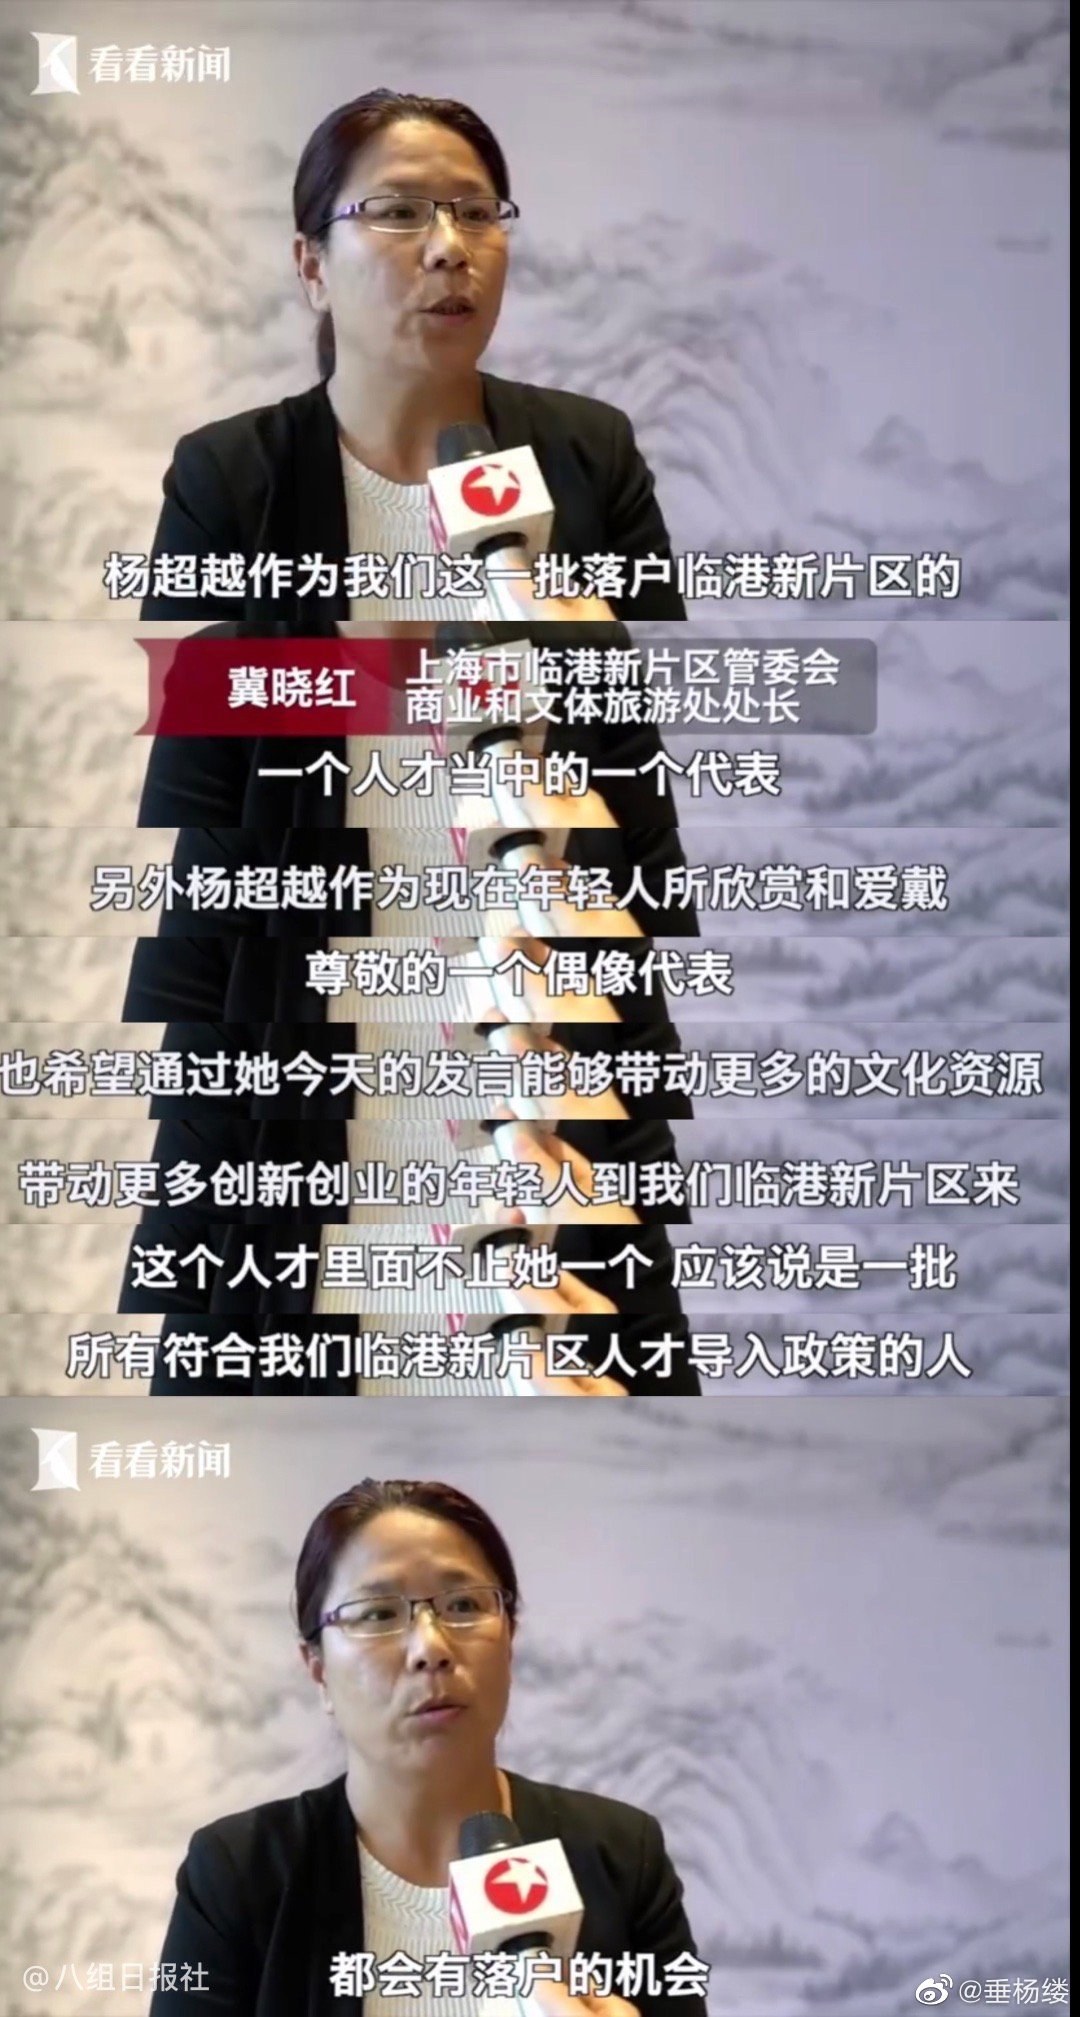 看看新闻
杨超越作为我们这一批落户临港新片区的
冀晓红
上海市临港新片区管委会
商业和文体旅游处处长
一个人才当中的一个代表
另外杨超越作为现在年轻人所欣赏和爱戴
尊敬的一个偶像代表
也希望通过她今天的发言能够带动更多的文化资源
带动更多创新创业的年轻人到我们临港新片区来
这个人才里面不止她一个 应该说是一批
所有符合我们临港新片区人才导入政策的人
看看新闻
都会有落户的机会
@八组日报社
@垂杨缕